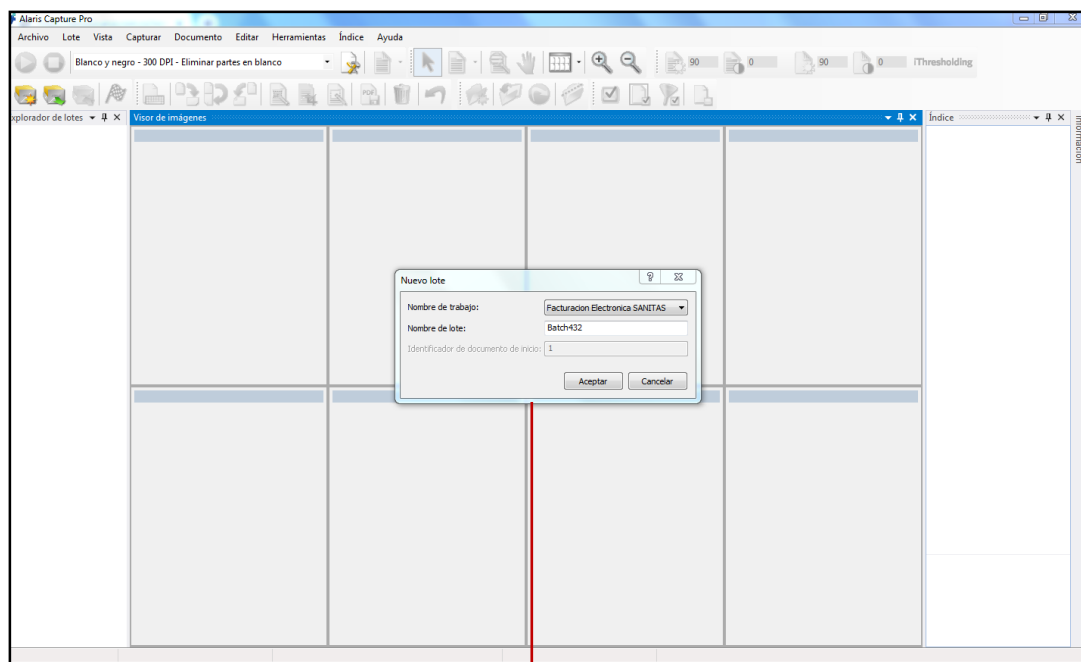 Alaris Capture Pro
Archivo Lote Vista Capturar Documento Editar Herramientas Índice Ayuda
Blanco y negro - 300 DPI - Eliminar partes en blanco 90 0 90 0 iThresholding
PDF
xplorador de lotes Visor de imágenes Índice
Información
Nuevo lote
Nombre de trabajo: Facturacion Electronica SANITAS
Nombre de lote: Batch432
Identificador de documento de inicio: 1
Aceptar Cancelar